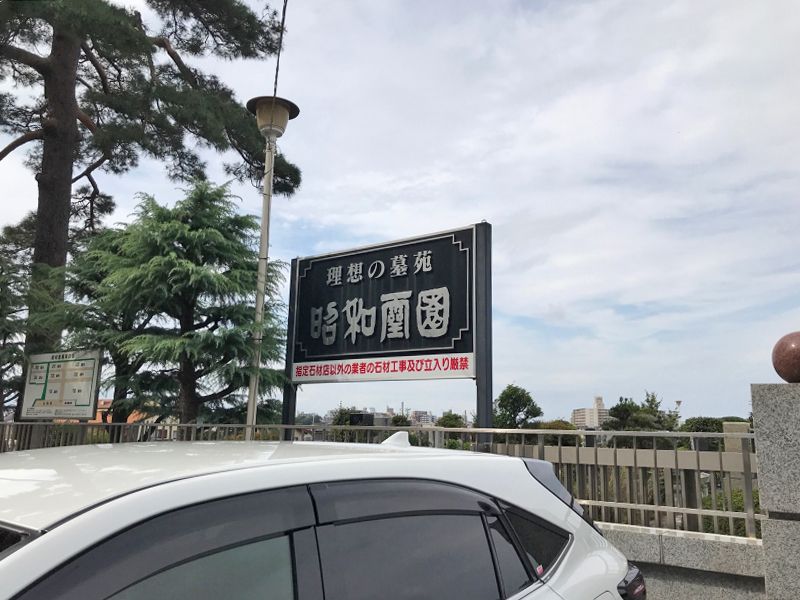 理想の墓苑
昭和霊園
指定石材店以外の業者の石材工事及び立入り厳禁